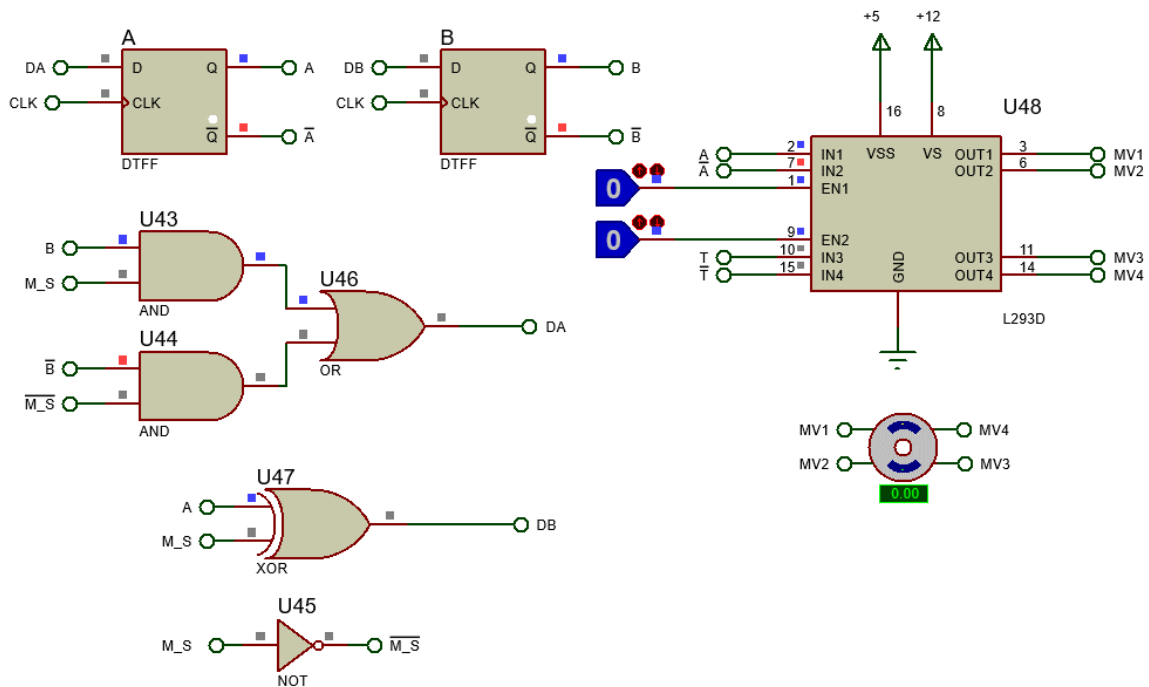 A
DA
D
Q
A
CLK
CLK
Q̅
A̅
DTFF
B
DB
D
Q
B
CLK
CLK
Q̅
B̅
DTFF
+5
+12
U48
16
8
A
2
IN1
VSS
VS
OUT1
3
MV1
A̅
7
IN2
OUT2
6
MV2
0
1
EN1
0
9
EN2
T
10
IN3
GND
OUT3
11
MV3
T̅
15
IN4
OUT4
14
MV4
L293D
U43
B
M_S
AND
U46
DA
OR
U44
B̅
M̅_̅S̅
AND
MV1
MV4
MV2
MV3
0.00
U47
A
M_S
DB
XOR
U45
M_S
M̅_̅S̅
NOT